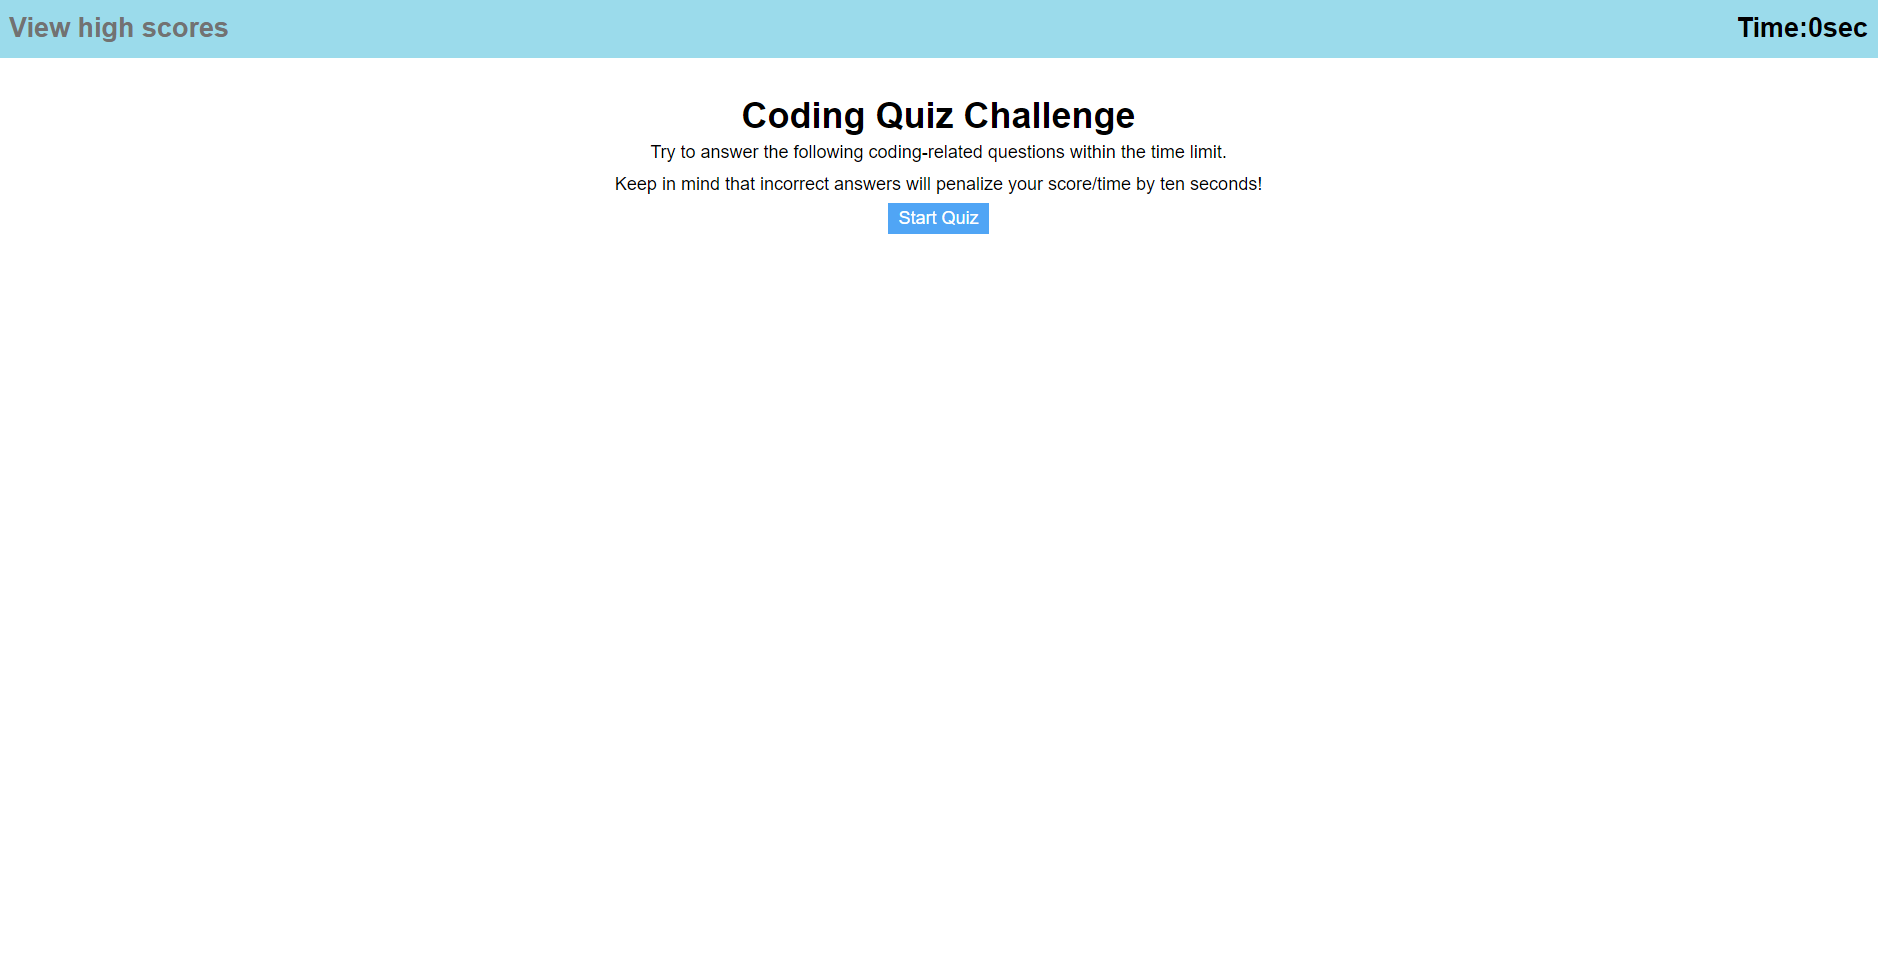 View high scores
Time:0sec
Coding Quiz Challenge
Try to answer the following coding-related questions within the time limit.
Keep in mind that incorrect answers will penalize your score/time by ten seconds!
Start Quiz